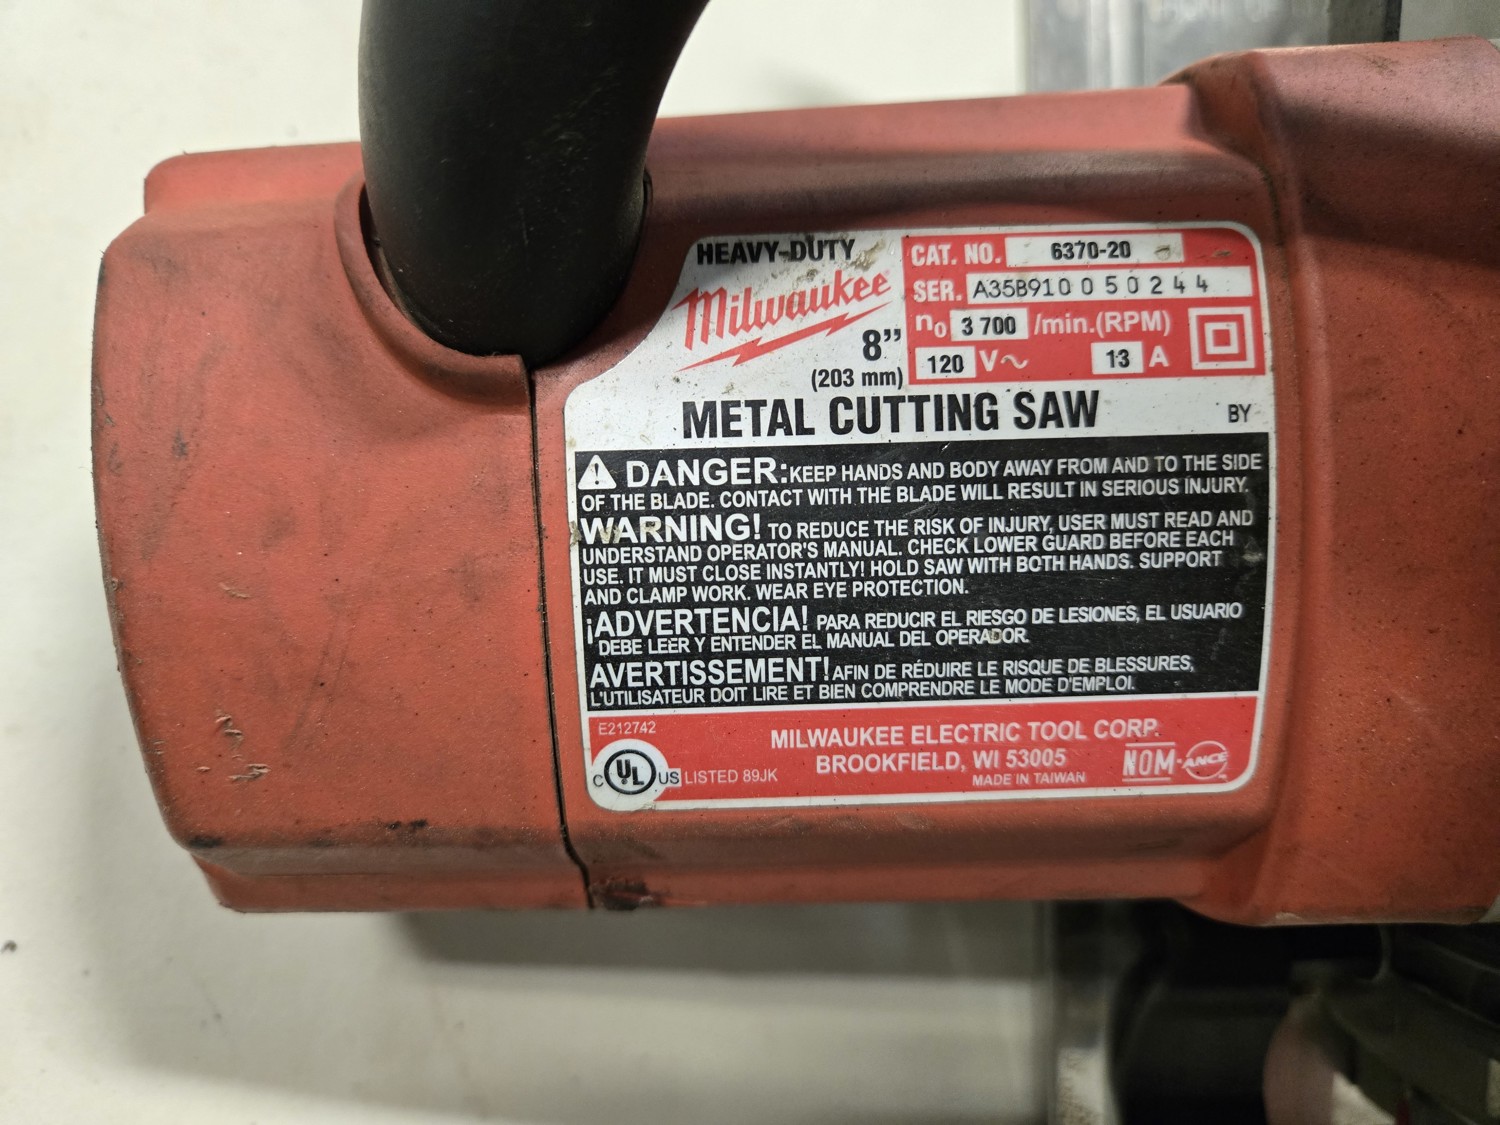 HEAVY-DUTY
Milwaukee
8"
(203 mm)
CAT. NO. 6370-20
SER. A35B910050244
n0 3700 /min.(RPM)
120 V~ 13 A
METAL CUTTING SAW BY
DANGER: KEEP HANDS AND BODY AWAY FROM AND TO THE SIDE
OF THE BLADE. CONTACT WITH THE BLADE WILL RESULT IN SERIOUS INJURY.
WARNING! TO REDUCE THE RISK OF INJURY, USER MUST READ AND
UNDERSTAND OPERATOR'S MANUAL. CHECK LOWER GUARD BEFORE EACH
USE. IT MUST CLOSE INSTANTLY! HOLD SAW WITH BOTH HANDS. SUPPORT
AND CLAMP WORK. WEAR EYE PROTECTION.
¡ADVERTENCIA! PARA REDUCIR EL RIESGO DE LESIONES, EL USUARIO
DEBE LEER Y ENTENDER EL MANUAL DEL OPERADOR.
AVERTISSEMENT! AFIN DE RÉDUIRE LE RISQUE DE BLESSURES,
L'UTILISATEUR DOIT LIRE ET BIEN COMPRENDRE LE MODE D'EMPLOI.
E212742
C UL US LISTED 89JK
MILWAUKEE ELECTRIC TOOL CORP.
BROOKFIELD, WI 53005
MADE IN TAIWAN
NOM-ANCE